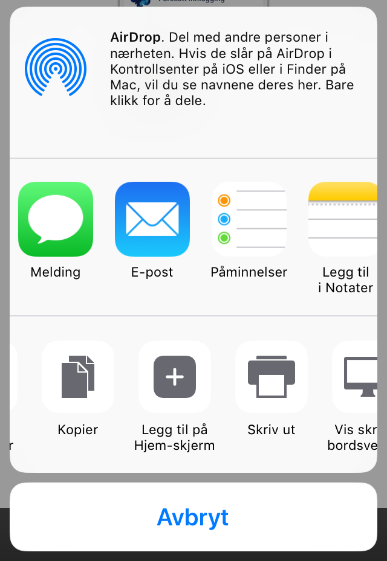 AirDrop. Del med andre personer i
nærheten. Hvis de slår på AirDrop i
Kontrollsenter på iOS eller i Finder på
Mac, vil du se navnene deres her. Bare
klikk for å dele.
Melding
E-post
Påminnelser
Legg til
i Notater
Kopier
Legg til på
Hjem-skjerm
Skriv ut
Vis skr
bordsve
Avbryt